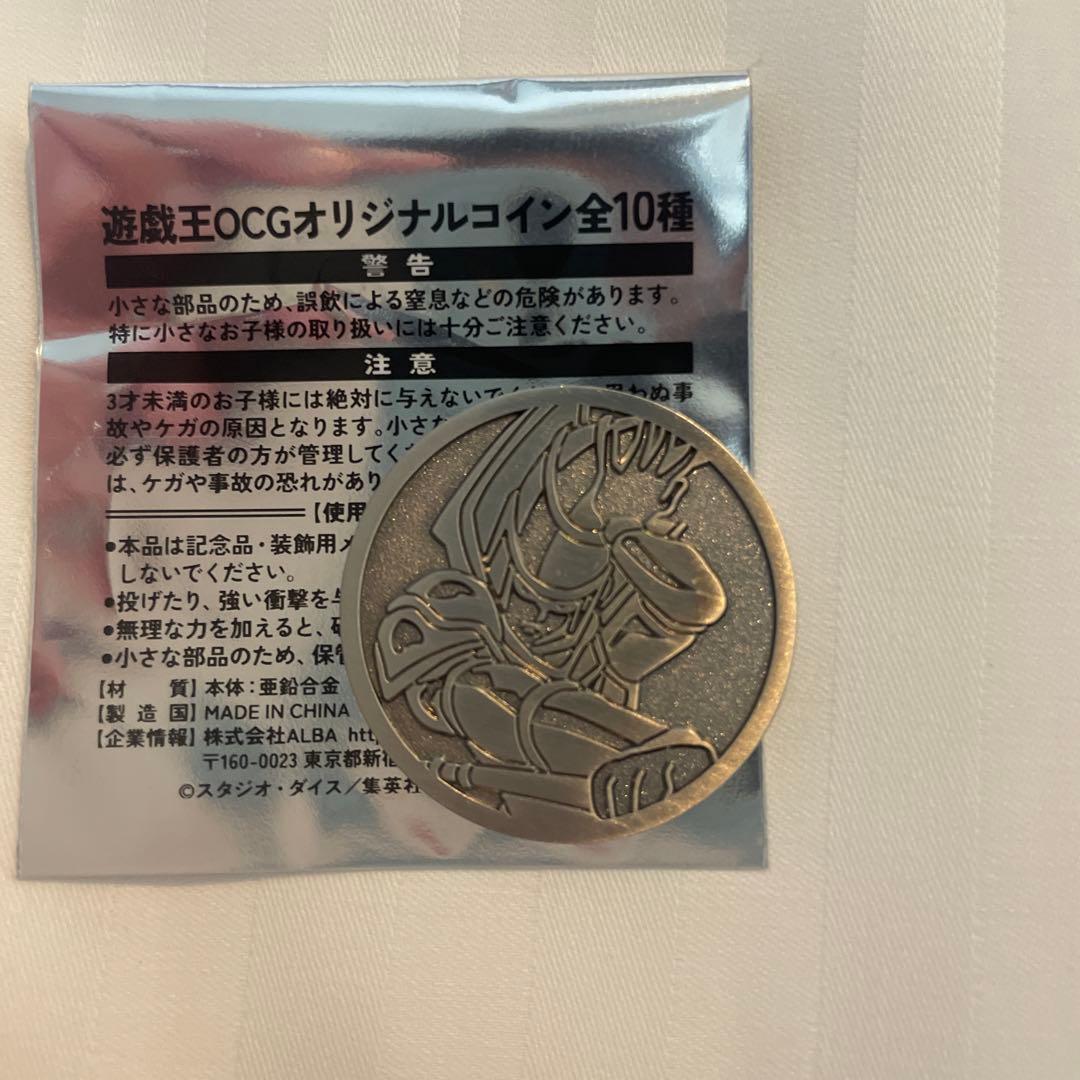 遊戯王OCGオリジナルコイン全10種
警告
小さな部品のため、誤飲による窒息などの危険があります。
特に小さなお子様の取り扱いには十分ご注意ください。
注意
3才未満のお子様には絶対に与えないで わぬ事
故やケガの原因となります。小さな
必ず保護者の方が管理してく
は、ケガや事故の恐れがあり
【使用
●本品は記念品・装飾用
しないでください。
●投げたり、強い衝撃を
●無理な力を加えると、
●小さな部品のため、保管
【材質】本体:亜鉛合金
【製造国】MADE IN CHINA
【企業情報】株式会社ALBA htt
〒160-0023 東京都新宿
©スタジオ・ダイス/集英社